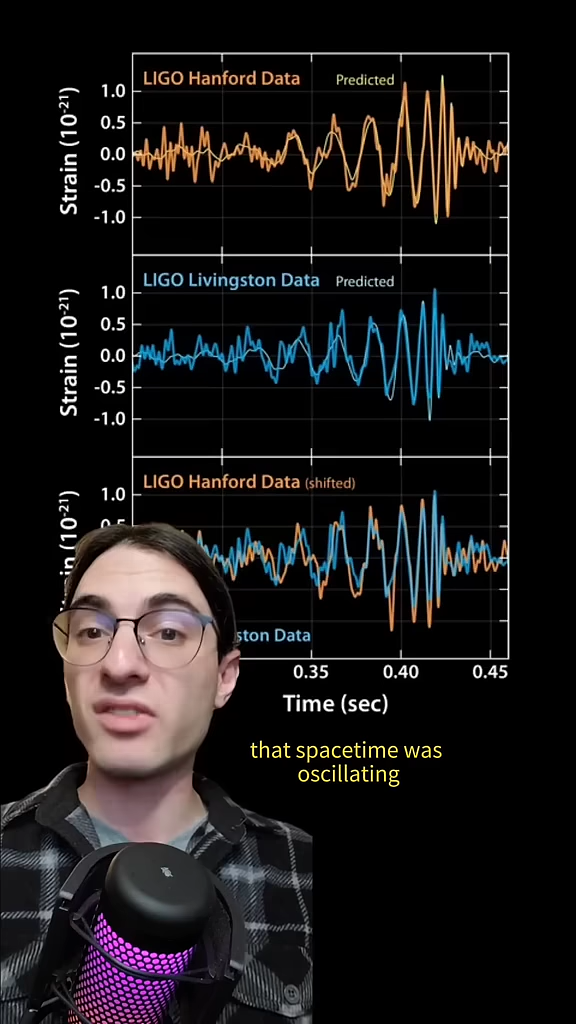 LIGO Hanford Data Predicted
1.0
0.5
0.0
-0.5
-1.0
Strain (10-21)
LIGO Livingston Data Predicted
1.0
0.5
0.0
-0.5
-1.0
Strain (10-21)
LIGO Hanford Data (shifted)
1.0
Data
0.35 0.40 0.45
Time (sec)
that spacetime was
oscillating